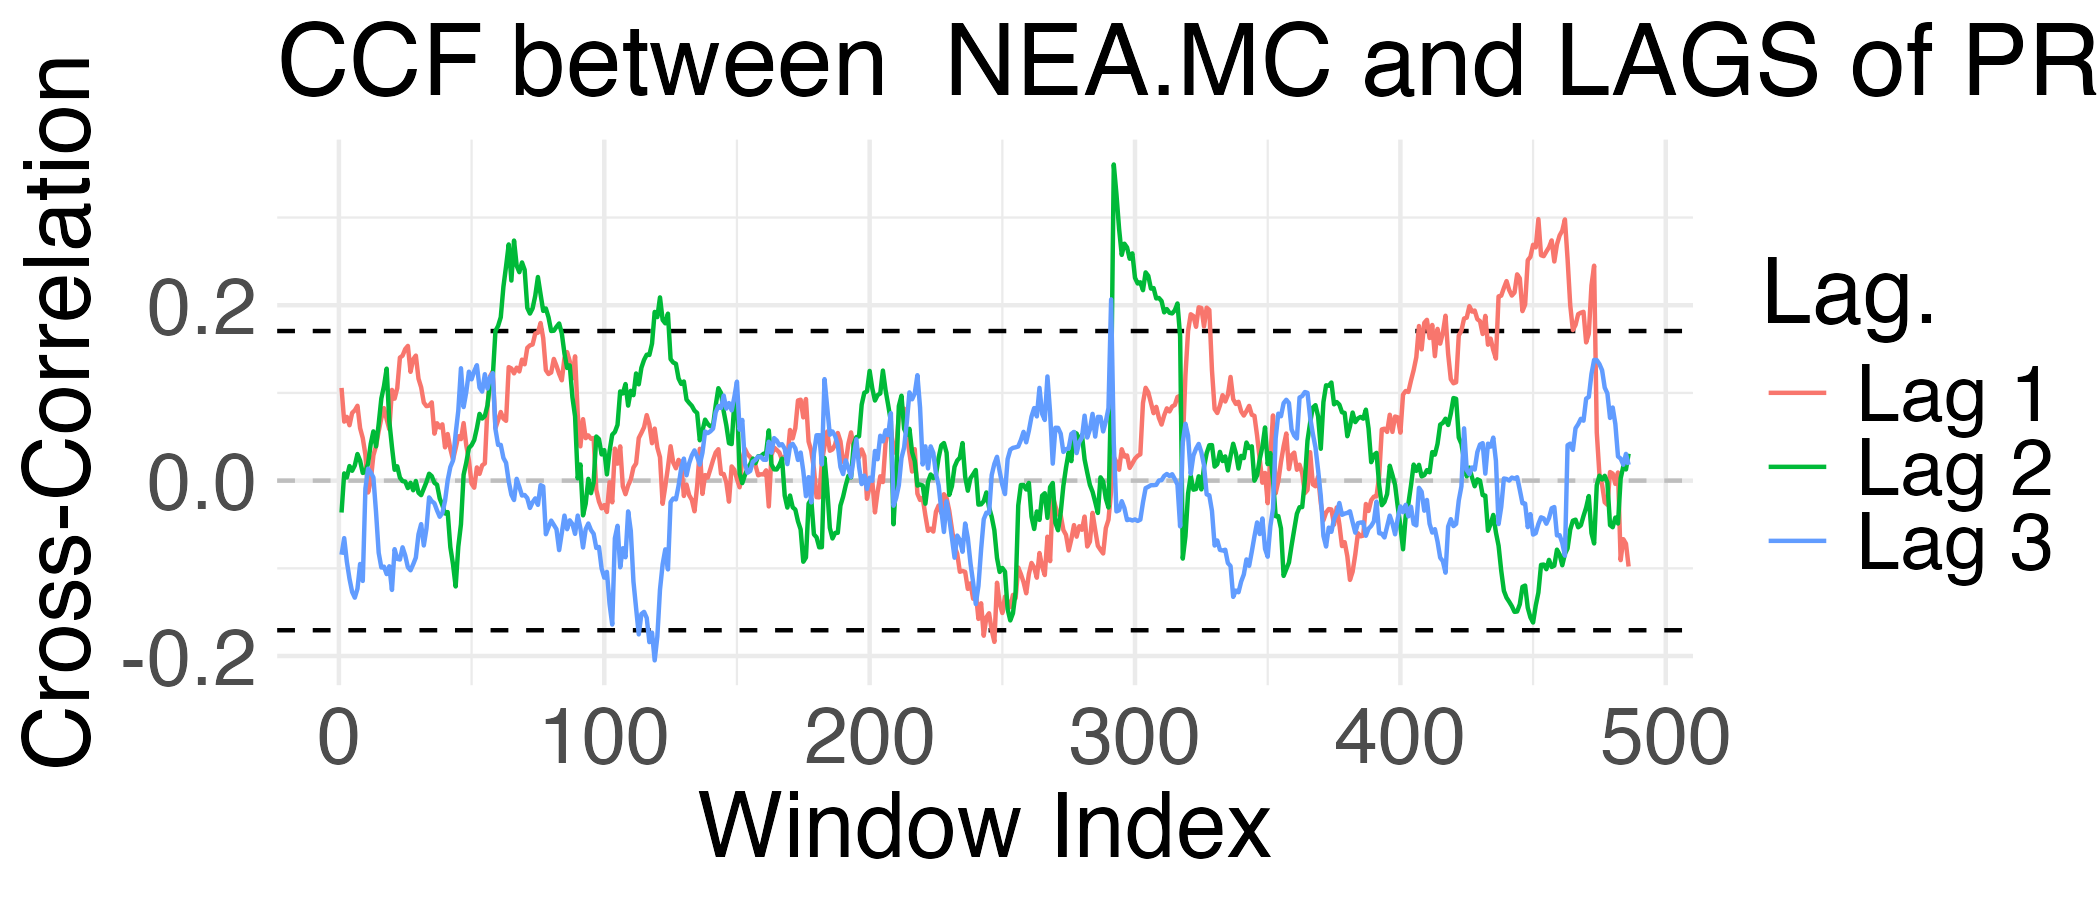 CCF between  NEA.MC and LAGS of PR
Cross-Correlation
0.2
0.0
-0.2
0 100 200 300 400 500
Window Index
Lag.
Lag 1
Lag 2
Lag 3